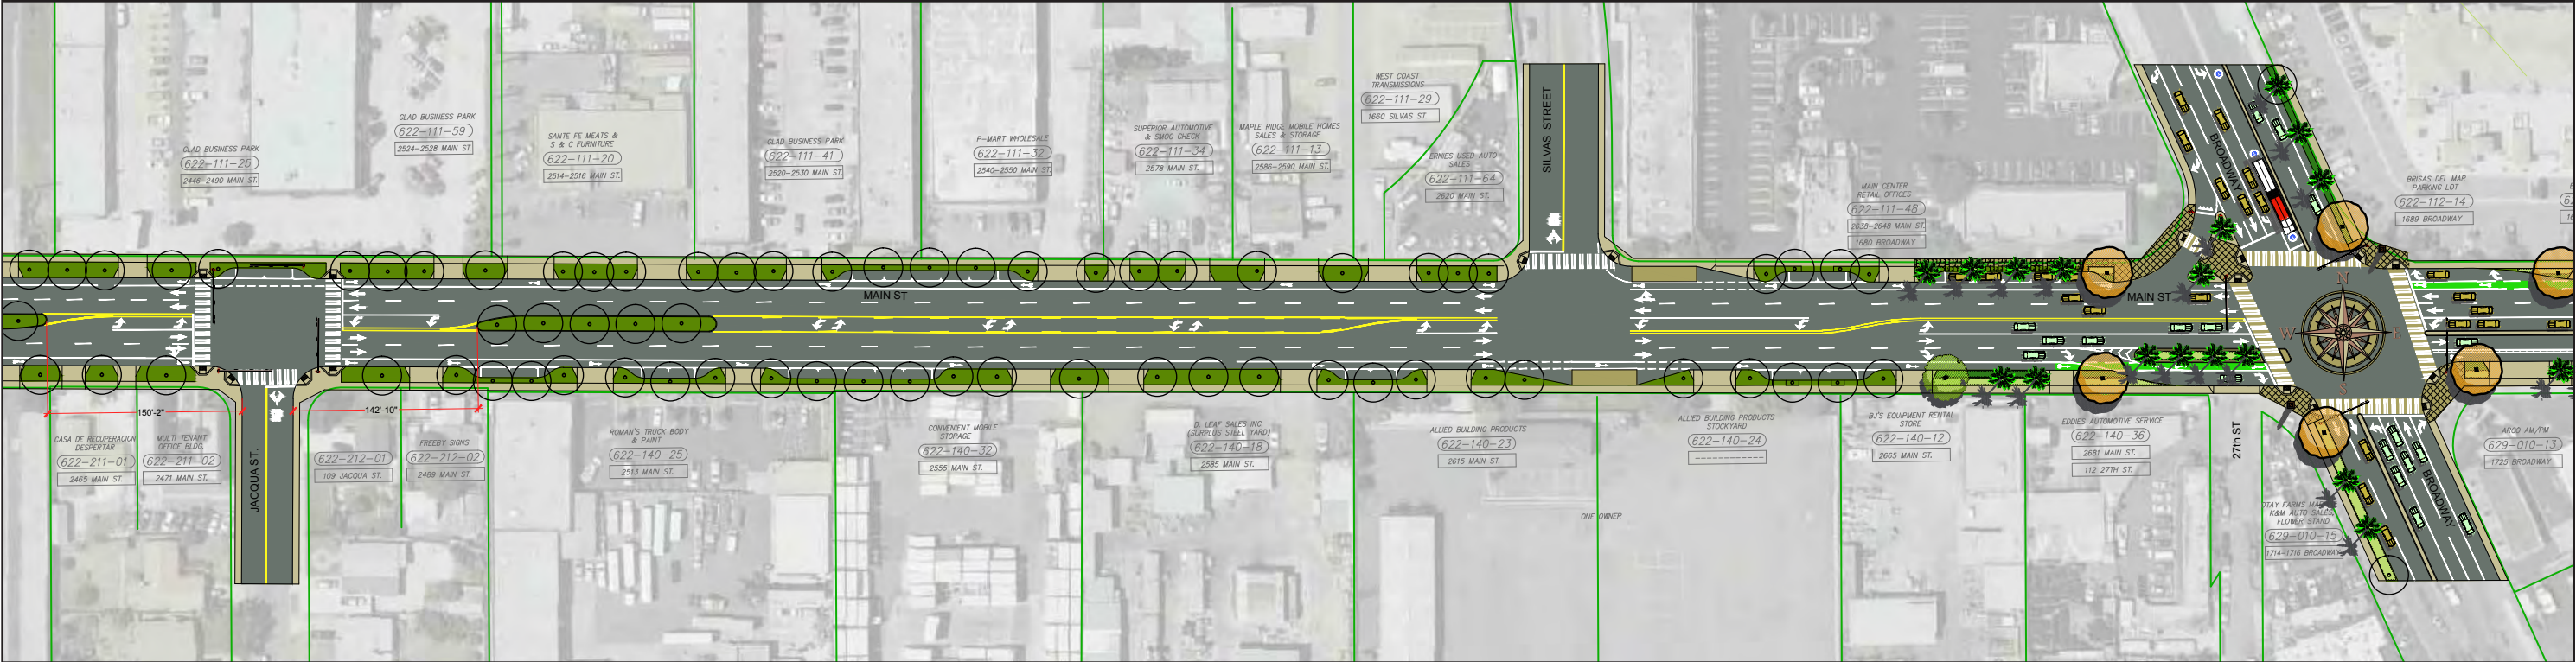 GLAD BUSINESS PARK
622-111-25
2446-2490 MAIN ST.
GLAD BUSINESS PARK
622-111-59
2524-2528 MAIN ST.
SANTE FE MEATS &
S & C FURNITURE
622-111-20
2514-2516 MAIN ST.
GLAD BUSINESS PARK
622-111-41
2520-2530 MAIN ST.
P-MART WHOLESALE
622-111-32
2540-2550 MAIN ST.
SUPERIOR AUTOMOTIVE
& SMOG CHECK
622-111-34
2578 MAIN ST.
MAPLE RIDGE MOBILE HOMES
SALES & STORAGE
622-111-13
2586-2590 MAIN ST.
WEST COAST
TRANSMISSIONS
622-111-29
1660 SILVAS ST.
ERNIES USED AUTO
SALES
622-111-64
2620 MAIN ST.
SILVAS STREET
MAIN CENTER
RETAIL OFFICES
622-111-48
2638-2648 MAIN ST.
1680 BROADWAY
BROADWAY
BRISAS DEL MAR
PARKING LOT
622-112-14
1689 BROADWAY
MAIN ST
MAIN ST
N
W
E
S
150'-2"
142'-10"
CASA DE RECUPERACION
DESPERTAR
622-211-01
2465 MAIN ST.
MULTI TENANT
OFFICE BLDG.
622-211-02
2471 MAIN ST.
JACQUA ST.
622-212-01
109 JACQUA ST.
FREEBY SIGNS
622-212-02
2489 MAIN ST.
ROMAN'S TRUCK BODY
& PAINT
622-140-25
2513 MAIN ST.
CONVENIENT MOBILE
STORAGE
622-140-32
2555 MAIN ST.
D. LEAF SALES INC.
(SURPLUS STEEL YARD)
622-140-18
2585 MAIN ST.
ALLIED BUILDING PRODUCTS
622-140-23
2615 MAIN ST.
ONE OWNER
ALLIED BUILDING PRODUCTS
STOCKYARD
622-140-24
BJ'S EQUIPMENT RENTAL
STORE
622-140-12
2665 MAIN ST.
EDDIES AUTOMOTIVE SERVICE
622-140-36
2681 MAIN ST.
112 27TH ST.
27th ST
OTAY FARMS
K&M AUTO SALES,
FLOWER STAND
629-010-15
1714-1716 BROADWAY
BROADWAY
ARCO AM/PM
629-010-13
1725 BROADWAY